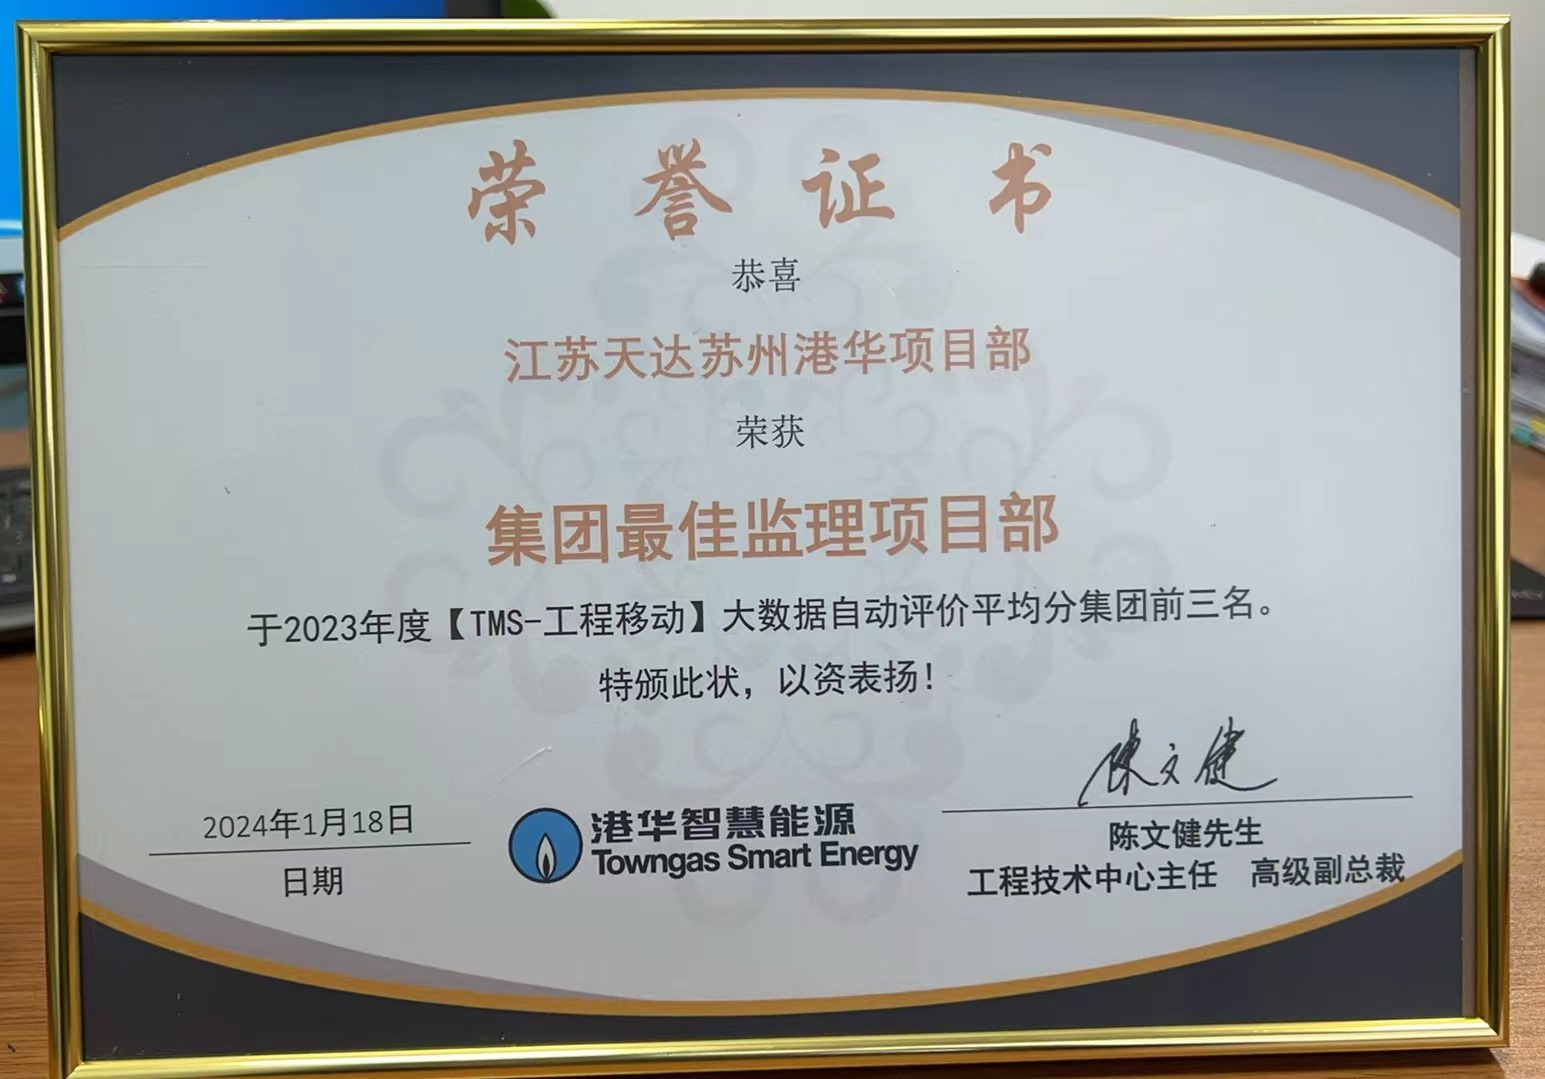 荣誉证书
恭喜
江苏天达苏州港华项目部
荣获
集团最佳监理项目部
于2023年度【TMS-工程移动】大数据自动评价平均分集团前三名。
特颁此状，以资表扬！
陳文健
2024年1月18日
日期
港华智慧能源
Towngas Smart Energy
陈文健先生
工程技术中心主任 高级副总裁